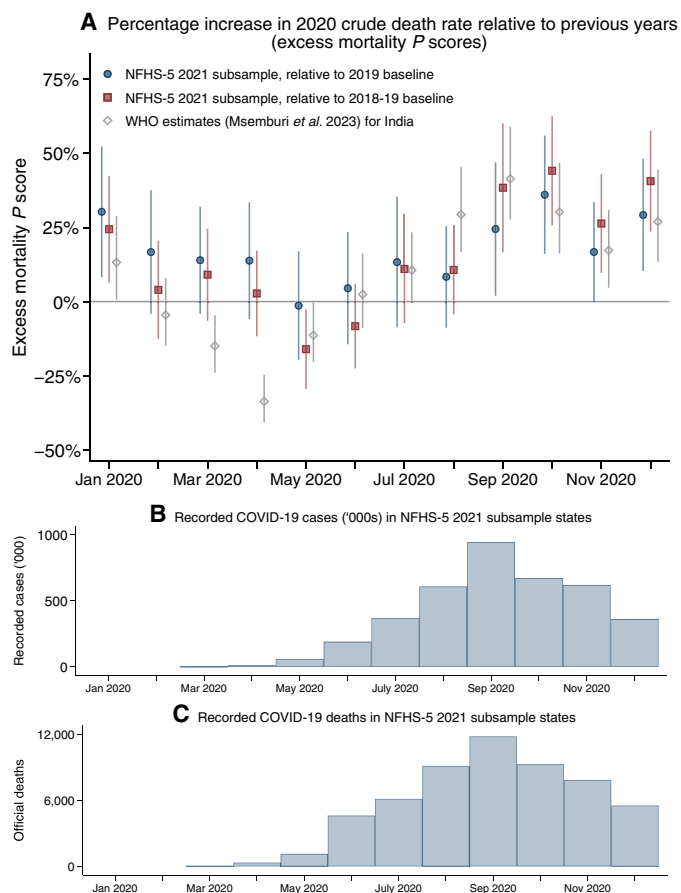 A Percentage increase in 2020 crude death rate relative to previous years
(excess mortality P scores)
NFHS-5 2021 subsample, relative to 2019 baseline
NFHS-5 2021 subsample, relative to 2018-19 baseline
WHO estimates (Msemburi et al. 2023) for India
Excess mortality P score
75%
50%
25%
0%
−25%
−50%
Jan 2020 Mar 2020 May 2020 Jul 2020 Sep 2020 Nov 2020
B Recorded COVID-19 cases ('000s) in NFHS-5 2021 subsample states
Recorded cases ('000)
1000
500
0
Jan 2020 Mar 2020 May 2020 July 2020 Sep 2020 Nov 2020
C Recorded COVID-19 deaths in NFHS-5 2021 subsample states
Official deaths
12,000
6,000
0
Jan 2020 Mar 2020 May 2020 July 2020 Sep 2020 Nov 2020